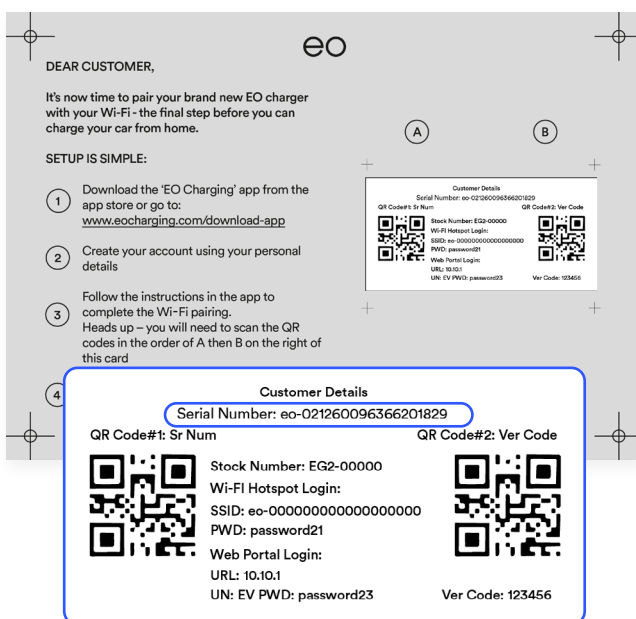 eo
DEAR CUSTOMER,
It's now time to pair your brand new EO charger
with your Wi-Fi - the final step before you can
charge your car from home.
SETUP IS SIMPLE:
1
Download the 'EO Charging' app from the
app store or go to:
www.eocharging.com/download-app
2
Create your account using your personal
details
3
Follow the instructions in the app to
complete the Wi-Fi pairing.
Heads up – you will need to scan the QR
codes in the order of A then B on the right of
this card
4
A
B
Customer Details
Serial Number: eo-021260096366201829
QR Code#1: Sr Num
QR Code#2: Ver Code
Stock Number: EG2-00000
Wi-FI Hotspot Login:
SSID: eo-000000000000000000
PWD: password21
Web Portal Login:
URL: 10.10.1
UN: EV PWD: password23
Ver Code: 123456
Customer Details
Serial Number: eo-021260096366201829
QR Code#1: Sr Num
QR Code#2: Ver Code
Stock Number: EG2-00000
Wi-FI Hotspot Login:
SSID: eo-000000000000000000
PWD: password21
Web Portal Login:
URL: 10.10.1
UN: EV PWD: password23
Ver Code: 123456